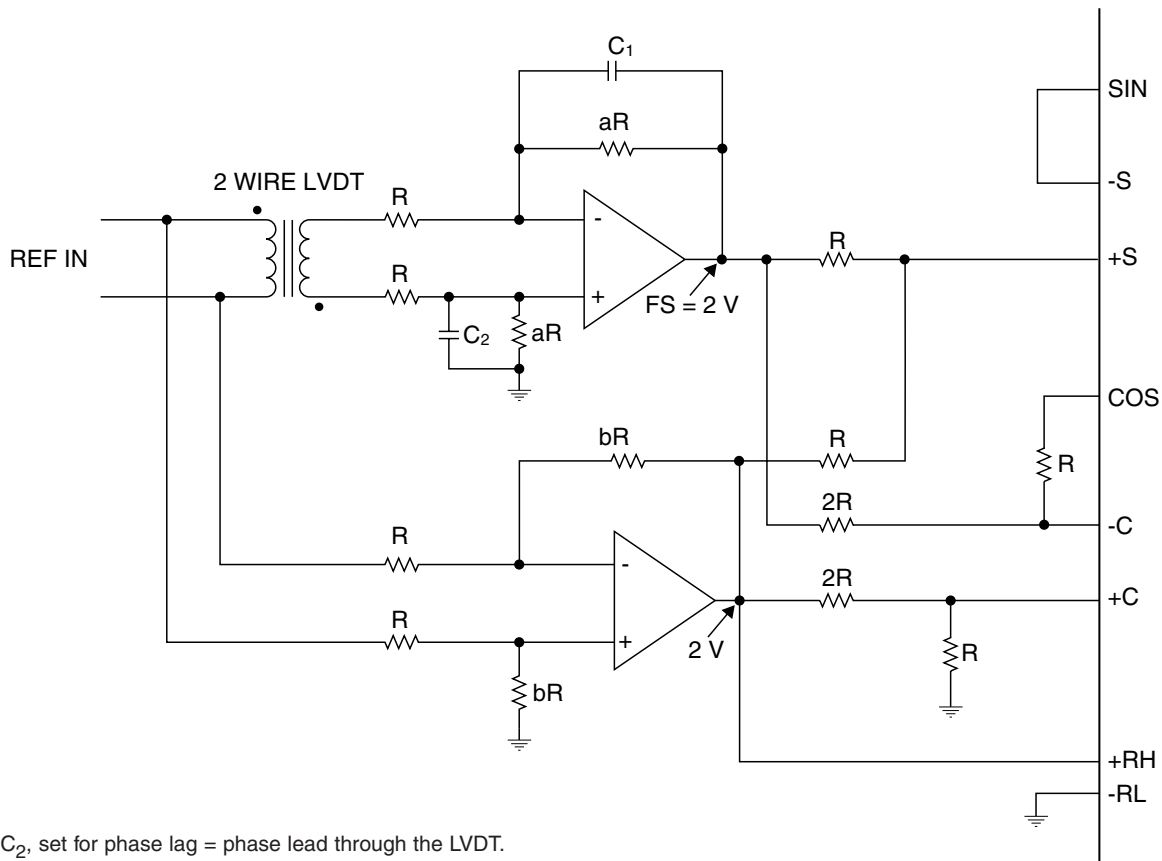 C₁
SIN
aR
2 WIRE LVDT
-S
R
-
R
REF IN
+S
R
+
FS = 2 V
C₂
aR
COS
bR
R
R
2R
-C
R
-
2R
+C
R
+
2 V
R
bR
+RH
-RL
C₂, set for phase lag = phase lead through the LVDT.